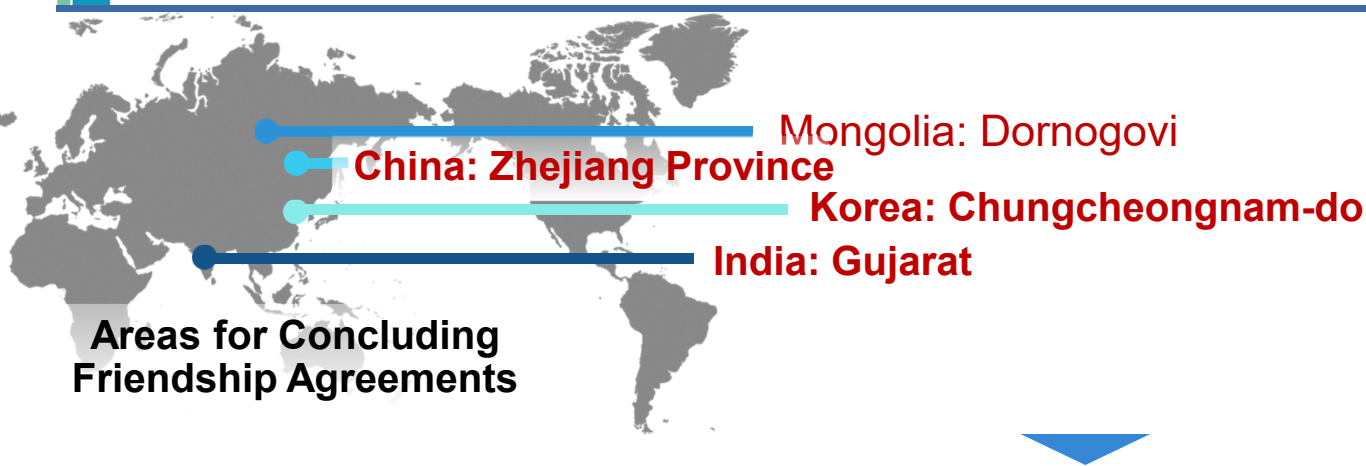 Mongolia: Dornogovi
China: Zhejiang Province
Korea: Chungcheongnam-do
India: Gujarat
Areas for Concluding
Friendship Agreements